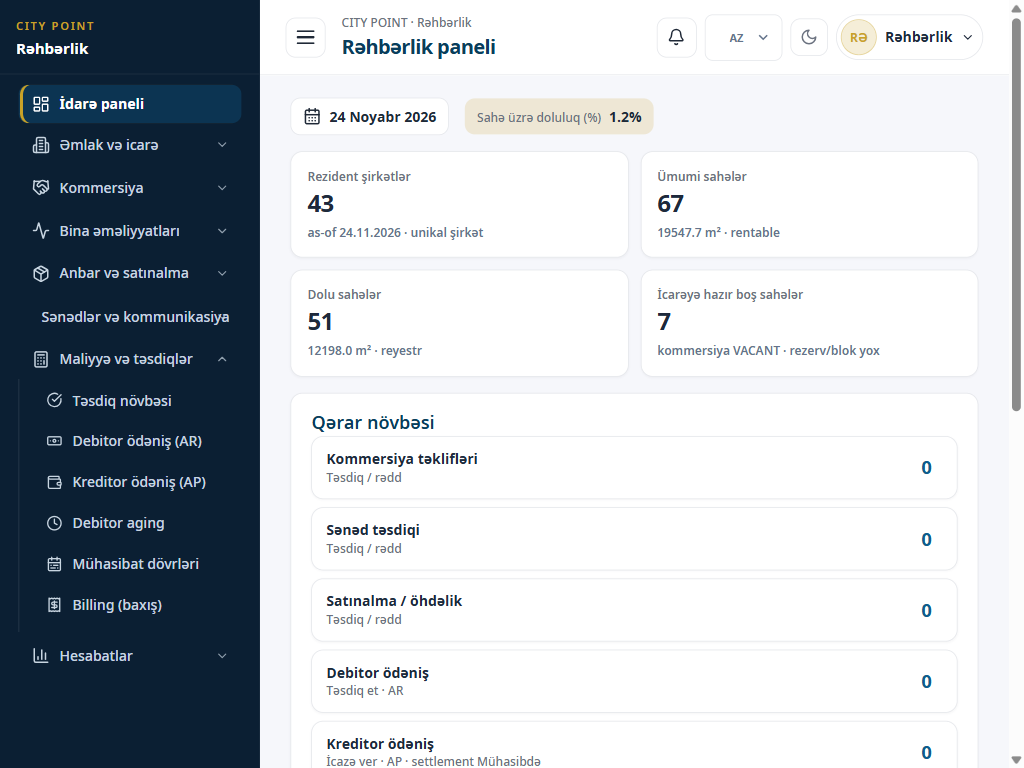 CITY POINT
Rəhbərlik
İdarə paneli
Əmlak və icarə
Kommersiya
Bina əməliyyatları
Anbar və satınalma
Sənədlər və kommunikasiya
Maliyyə və təsdiqlər
Təsdiq növbəsi
Debitor ödəniş (AR)
Kreditor ödəniş (AP)
Debitor aging
Mühasibat dövrləri
Billing (baxış)
Hesabatlar
CITY POINT · Rəhbərlik
Rəhbərlik paneli
AZ
RƏ
Rəhbərlik
24 Noyabr 2026
Sahə üzrə doluluq (%) 1.2%
Rezident şirkətlər
43
as-of 24.11.2026 · unikal şirkət
Ümumi sahələr
67
19547.7 m² · rentable
Dolu sahələr
51
12198.0 m² · reyestr
İcarəyə hazır boş sahələr
7
kommersiya VACANT · rezerv/blok yox
Qərar növbəsi
Kommersiya təklifləri
Təsdiq / rədd
0
Sənəd təsdiqi
Təsdiq / rədd
0
Satınalma / öhdəlik
Təsdiq / rədd
0
Debitor ödəniş
Təsdiq et · AR
0
Kreditor ödəniş
İcazə ver · AP · settlement Mühasibdə
0